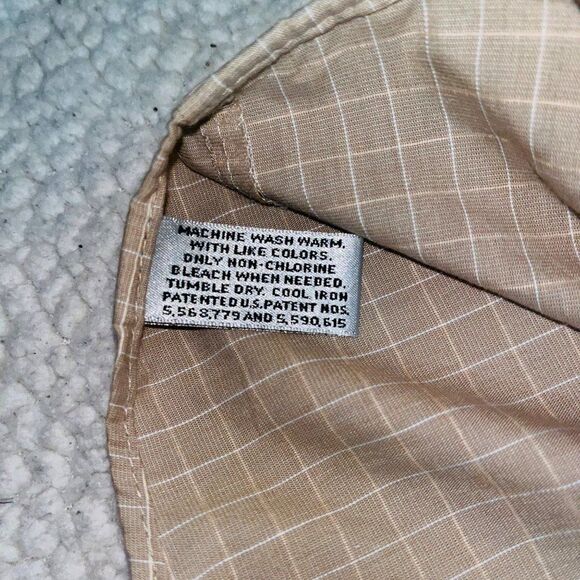 MACHINE WASH WARM.
WITH LIKE COLORS.
ONLY NON-CHLORINE
BLEACH WHEN NEEDED.
TUMBLE DRY. COOL IRON
PATENTED U.S. PATENT NOS.
5,568,779 AND 5,590,615